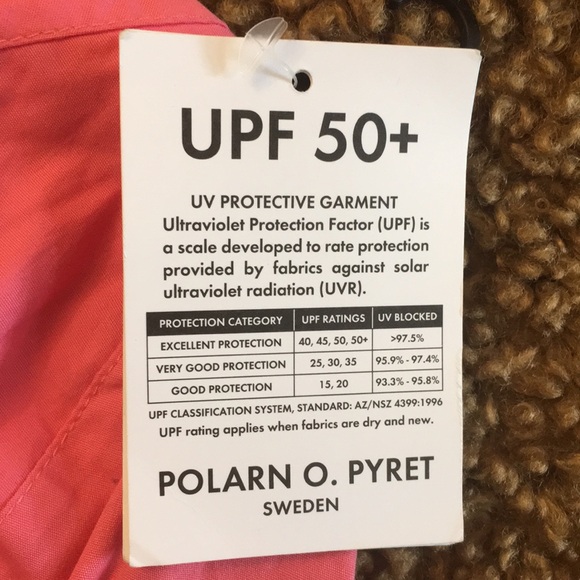 UPF 50+
UV PROTECTIVE GARMENT
Ultraviolet Protection Factor (UPF) is
a scale developed to rate protection
provided by fabrics against solar
ultraviolet radiation (UVR).
PROTECTION CATEGORY UPF RATINGS UV BLOCKED
EXCELLENT PROTECTION 40, 45, 50, 50+ >97.5%
VERY GOOD PROTECTION 25, 30, 35 95.9% - 97.4%
GOOD PROTECTION 15, 20 93.3% - 95.8%
UPF CLASSIFICATION SYSTEM, STANDARD: AZ/NSZ 4399:1996
UPF rating applies when fabrics are dry and new.
POLARN O. PYRET
SWEDEN